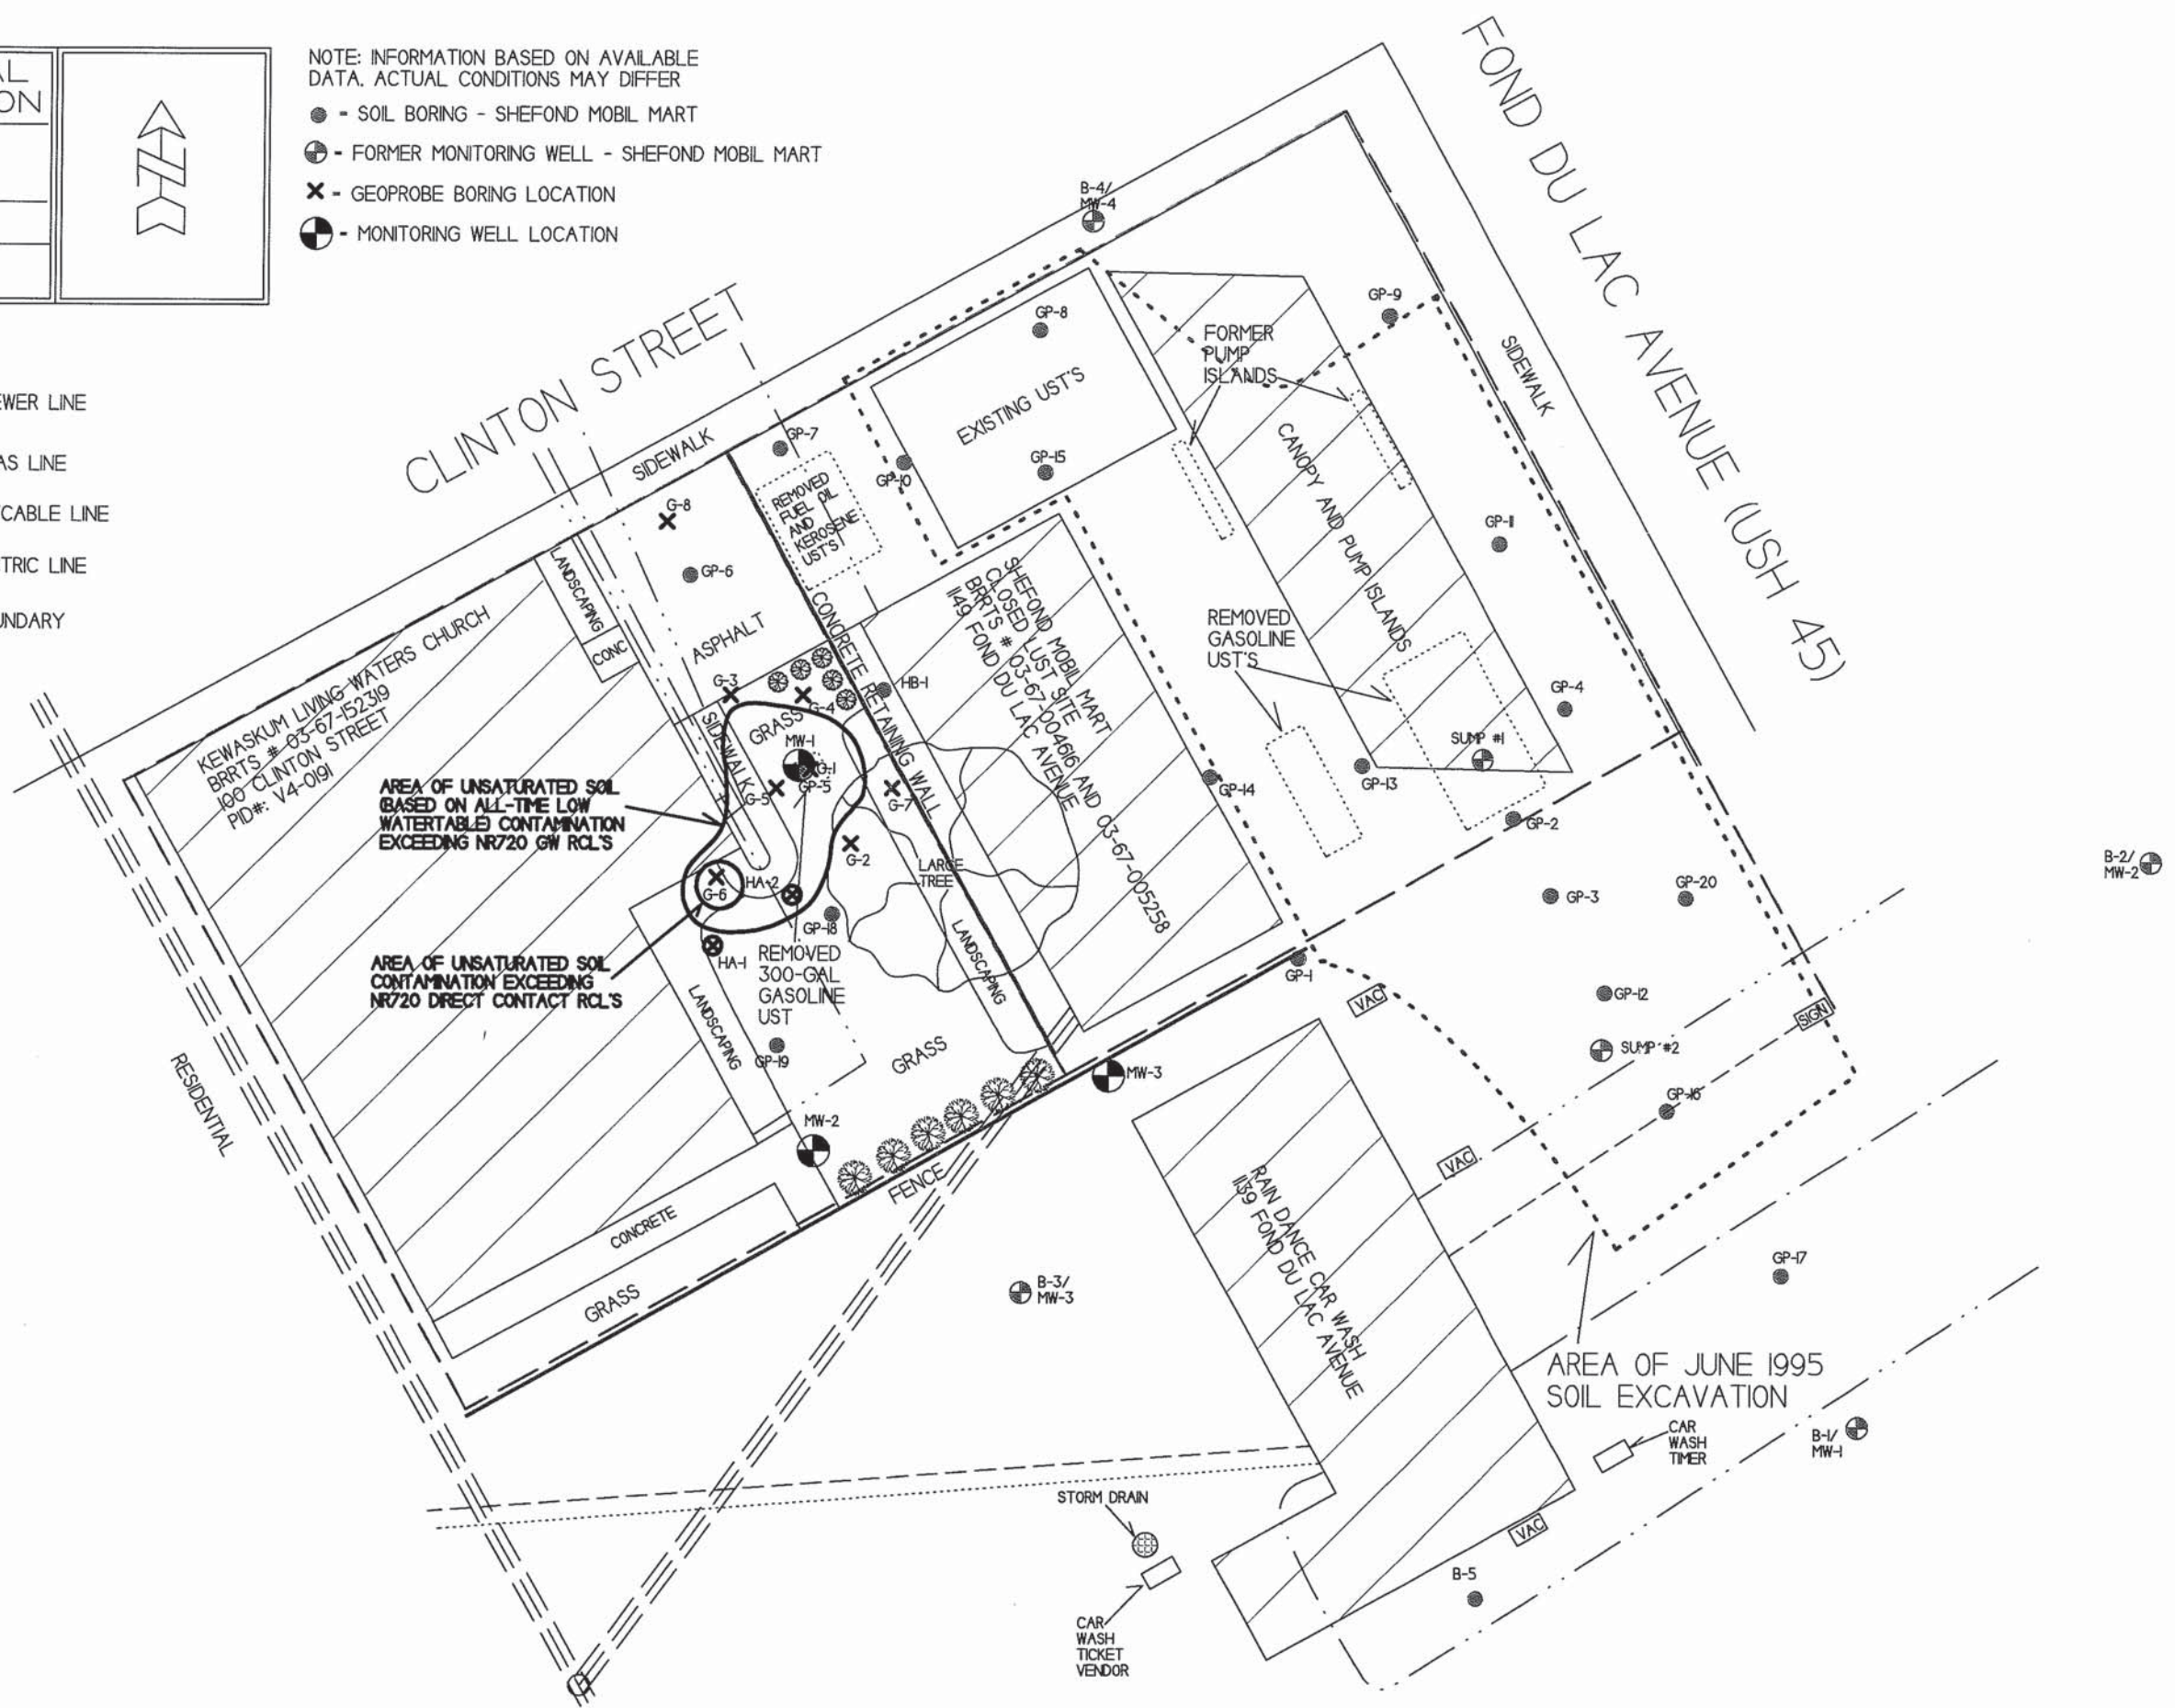 NOTE: INFORMATION BASED ON AVAILABLE
DATA. ACTUAL CONDITIONS MAY DIFFER
- SOIL BORING - SHEFOND MOBIL MART
- FORMER MONITORING WELL - SHEFOND MOBIL MART
X - GEOPROBE BORING LOCATION
- MONITORING WELL LOCATION
AL
ON
N
EWER LINE
AS LINE
CABLE LINE
TRIC LINE
UNDARY
FOND DU LAC AVENUE (USH 45)
CLINTON STREET
SIDEWALK
SIDEWALK
B-4/
MW-4
GP-8
GP-9
FORMER
PUMP
ISLANDS
EXISTING UST'S
GP-7
GP-10
GP-15
REMOVED
FUEL OIL
AND
KEROSENE
UST'S
CANOPY AND PUMP ISLANDS
GP-11
G-8
GP-6
LANDSCAPING
CONC
ASPHALT
CONCRETE RETAINING WALL
SHEFOND MOBIL MART
CLOSED LUST SITE
BRRTS # 03-67-004616 AND 03-67-005258
1149 FOND DU LAC AVENUE
REMOVED
GASOLINE
UST'S
KEWASKUM LIVING WATERS CHURCH
BRRTS # 03-67-152319
100 CLINTON STREET
PID#: V4-0191
G-3
G-4
HB-1
GP-4
SIDEWALK
GRASS
MW-1
G-1
GP-5
G-5
G-7
SUMP #1
GP-14
GP-13
GP-2
AREA OF UNSATURATED SOIL
(BASED ON ALL-TIME LOW
WATERTABLE) CONTAMINATION
EXCEEDING NR720 GW RCL'S
G-2
LARGE
TREE
B-2/
MW-2
G-6
HA-2
GP-3
GP-20
GP-18
AREA OF UNSATURATED SOIL
CONTAMINATION EXCEEDING
NR720 DIRECT CONTACT RCL'S
HA-1
REMOVED
300-GAL
GASOLINE
UST
LANDSCAPING
LANDSCAPING
GP-1
VAC
GP-12
SIGN
GP-19
GRASS
MW-3
SUMP #2
RESIDENTIAL
GP-16
MW-2
VAC
FENCE
CONCRETE
GRASS
RAIN DANCE CAR WASH
1139 FOND DU LAC AVENUE
B-3/
MW-3
GP-17
AREA OF JUNE 1995
SOIL EXCAVATION
CAR
WASH
TIMER
B-1/
MW-1
STORM DRAIN
VAC
B-5
CAR
WASH
TICKET
VENDOR